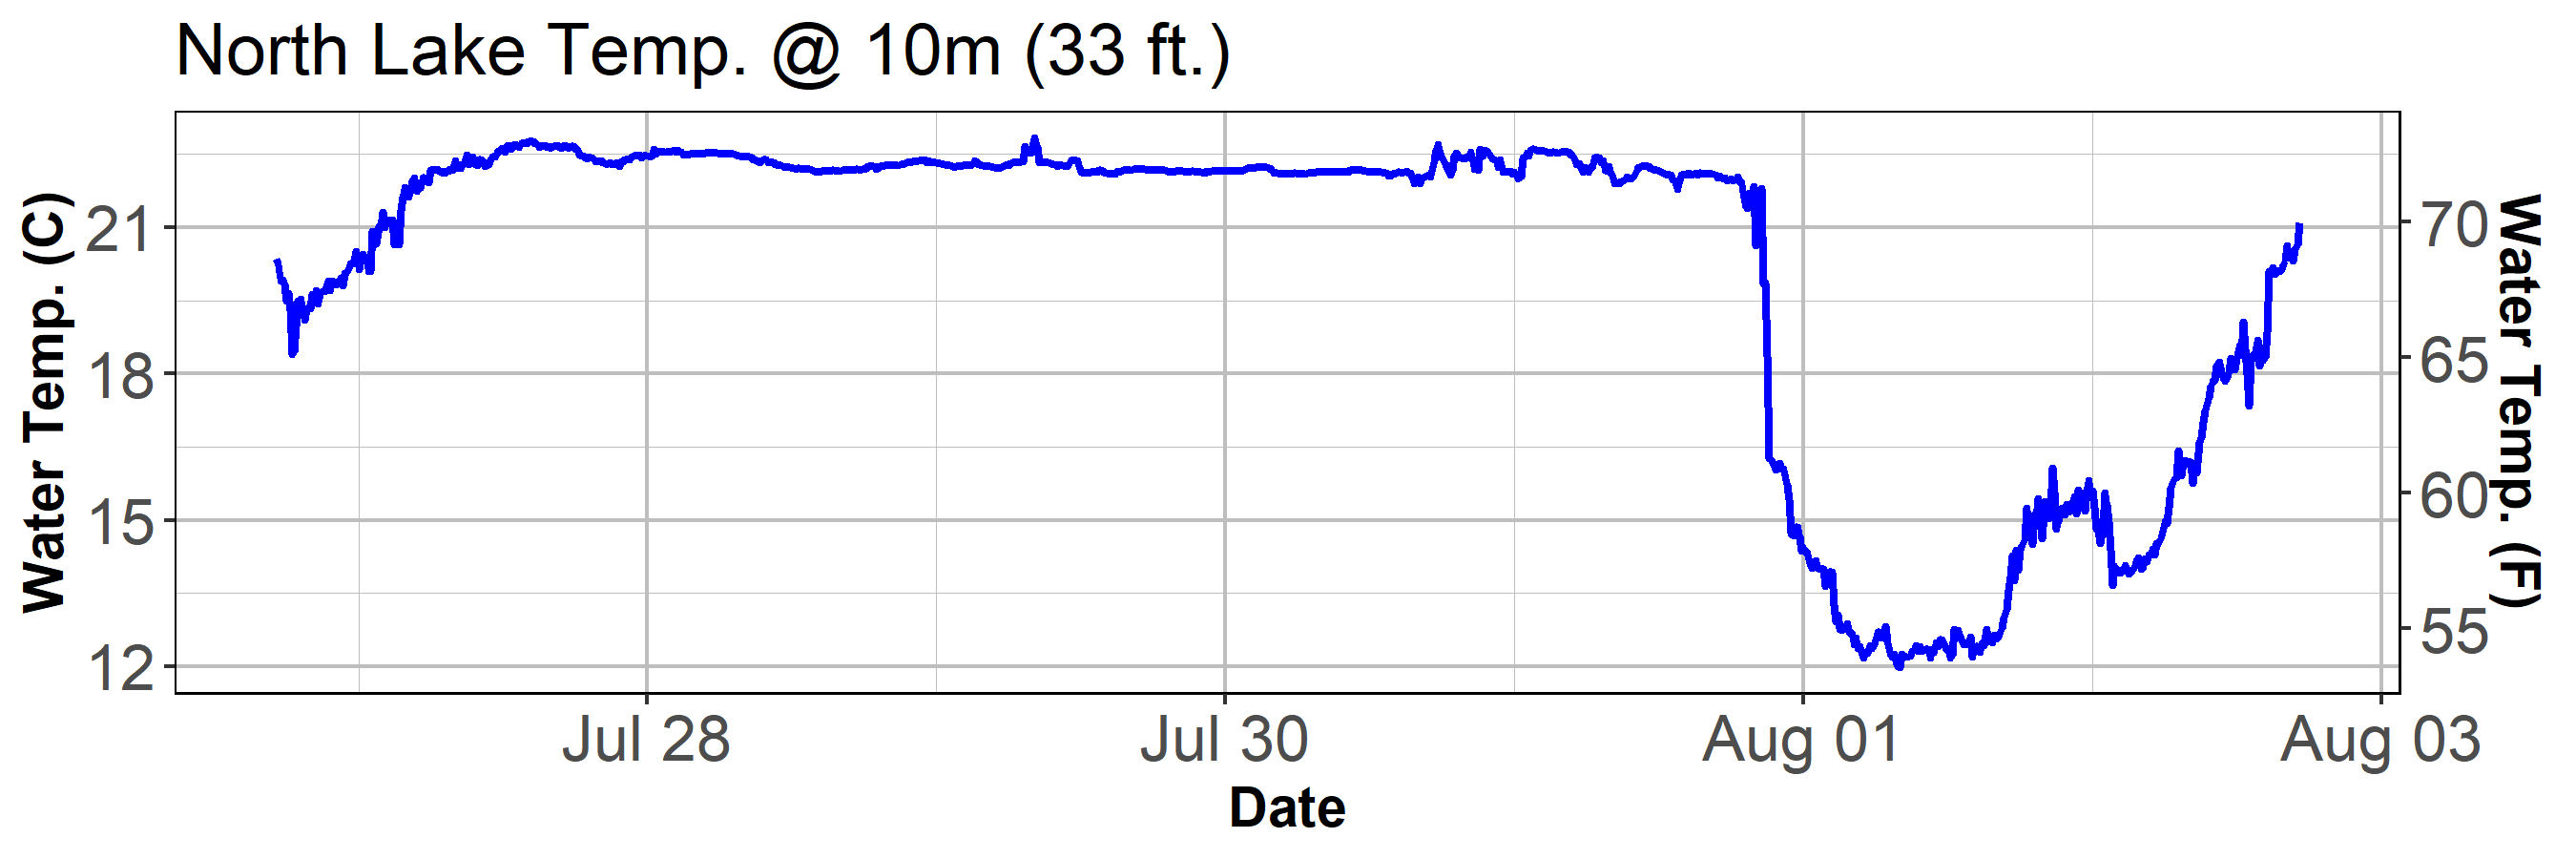 North Lake Temp. @ 10m (33 ft.)
Water Temp. (C)
21
18
15
12
70
65
60
55
Water Temp. (F)
Jul 28
Jul 30
Aug 01
Aug 03
Date